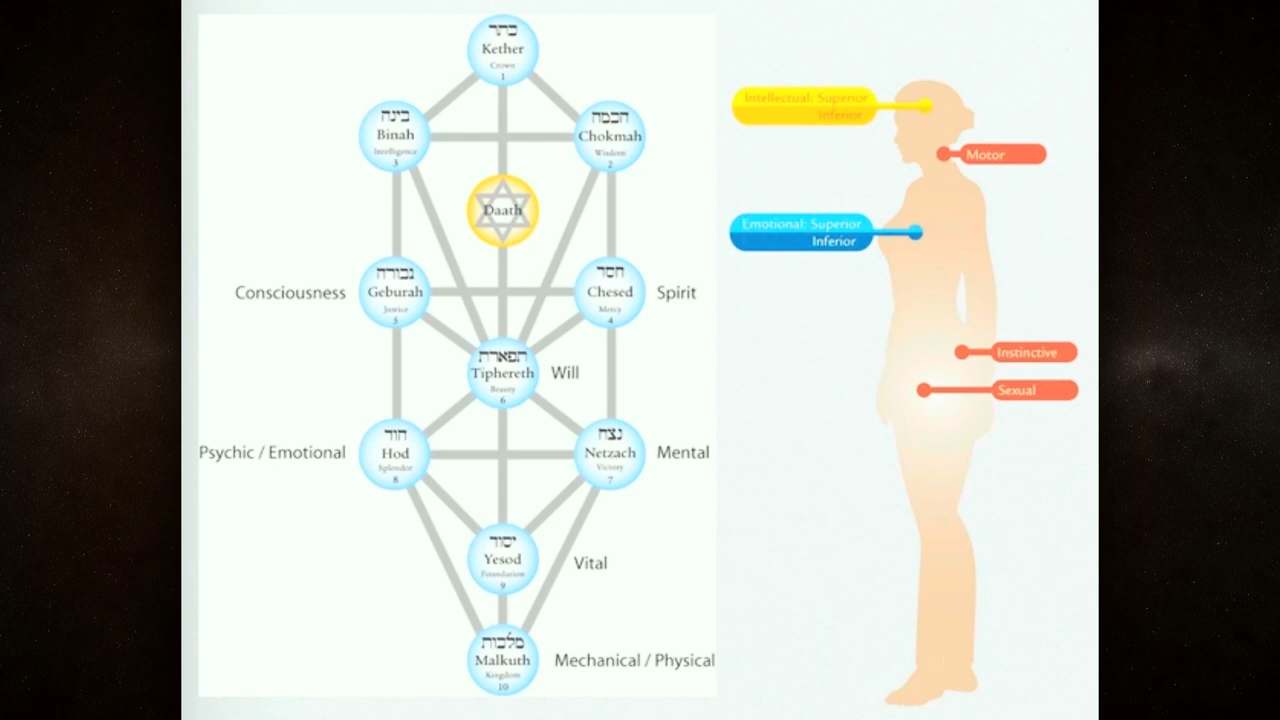 כתר
Kether
Crown
1
בינה
Binah
Intelligence
3
חכמה
Chokmah
Wisdom
2
Daath
Consciousness
גבורה
Geburah
Justice
5
חסד
Chesed
Mercy
4
Spirit
תפארת
Tiphereth
Beauty
6
Will
Psychic / Emotional
הוד
Hod
Splendor
8
נצח
Netzach
Victory
7
Mental
יסוד
Yesod
Foundation
9
Vital
מלכות
Malkuth
Kingdom
10
Mechanical / Physical
Intellectual: Superior
Inferior
Motor
Emotional: Superior
Inferior
Instinctive
Sexual